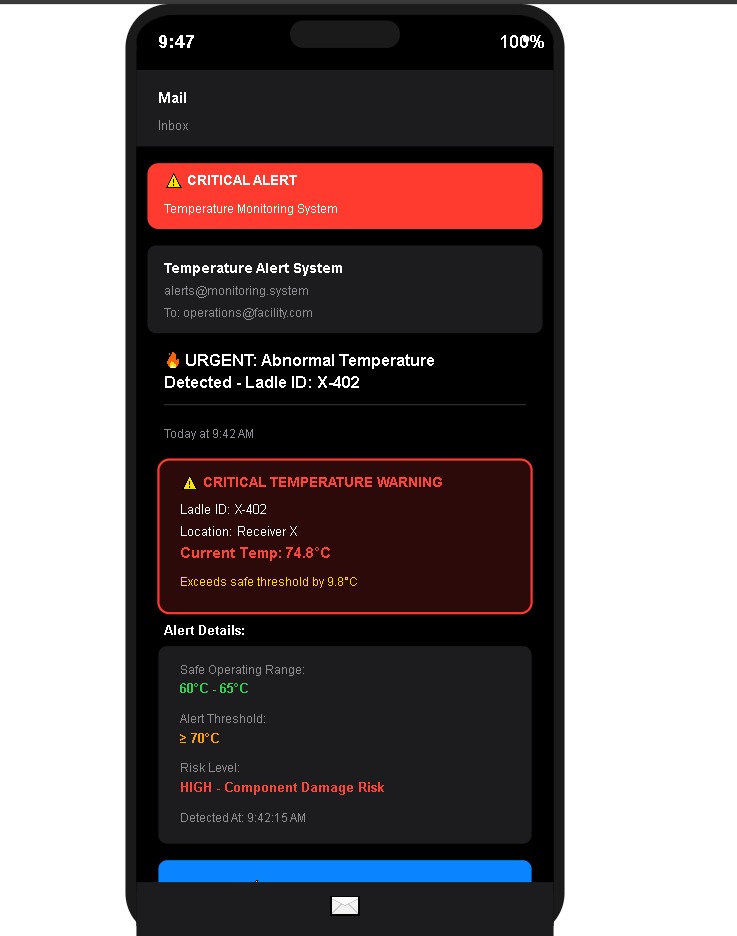 9:47
100%
Mail
Inbox
⚠️ CRITICAL ALERT
Temperature Monitoring System
Temperature Alert System
alerts@monitoring.system
To: operations@facility.com
🔥 URGENT: Abnormal Temperature
Detected - Ladle ID: X-402
Today at 9:42 AM
⚠️ CRITICAL TEMPERATURE WARNING
Ladle ID: X-402
Location: Receiver X
Current Temp: 74.8°C
Exceeds safe threshold by 9.8°C
Alert Details:
Safe Operating Range:
60°C - 65°C
Alert Threshold:
≥ 70°C
Risk Level:
HIGH - Component Damage Risk
Detected At: 9:42:15 AM